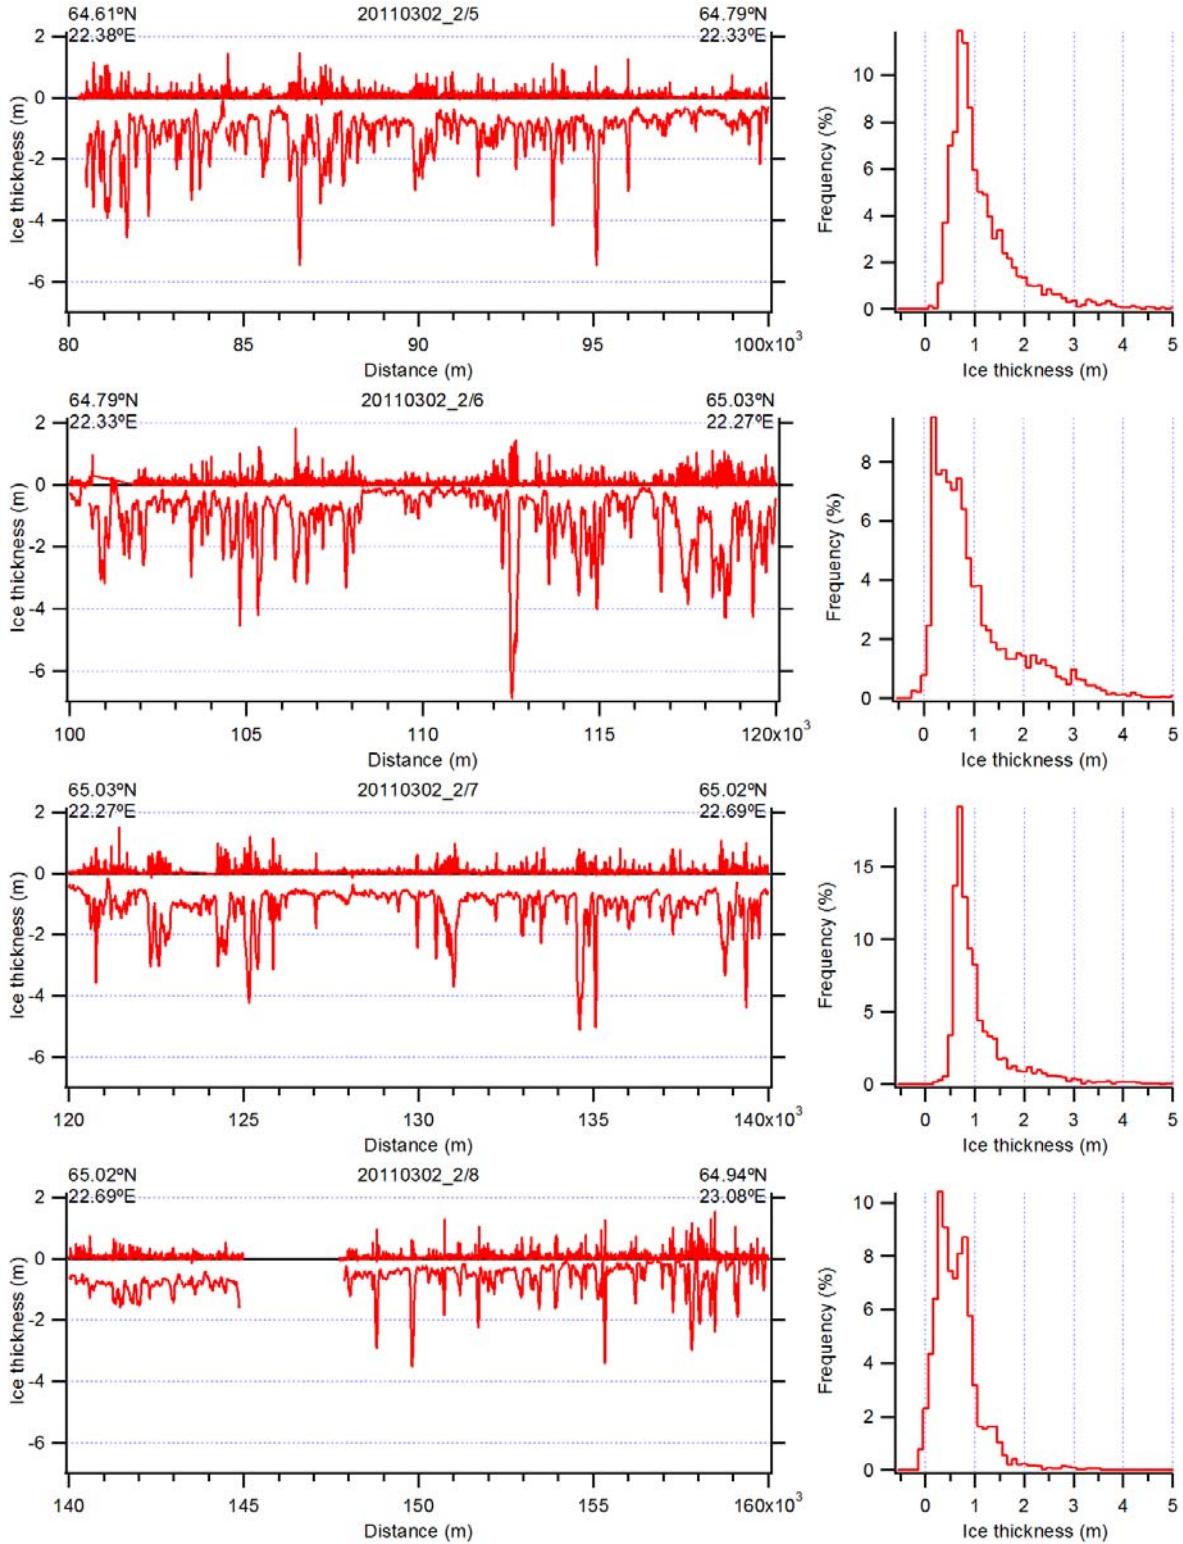 64.61ºN 20110302_2/5 64.79ºN
22.38ºE 22.33ºE
2
0
-2
-4
-6
Ice thickness (m)
80 85 90 95 100x10³
Distance (m)
10
8
6
4
2
0
Frequency (%)
0 1 2 3 4 5
Ice thickness (m)
64.79ºN 20110302_2/6 65.03ºN
22.33ºE 22.27ºE
2
0
-2
-4
-6
Ice thickness (m)
100 105 110 115 120x10³
Distance (m)
8
6
4
2
0
Frequency (%)
0 1 2 3 4 5
Ice thickness (m)
65.03ºN 20110302_2/7 65.02ºN
22.27ºE 22.69ºE
2
0
-2
-4
-6
Ice thickness (m)
120 125 130 135 140x10³
Distance (m)
15
10
5
0
Frequency (%)
0 1 2 3 4 5
Ice thickness (m)
65.02ºN 20110302_2/8 64.94ºN
22.69ºE 23.08ºE
2
0
-2
-4
-6
Ice thickness (m)
140 145 150 155 160x10³
Distance (m)
10
8
6
4
2
0
Frequency (%)
0 1 2 3 4 5
Ice thickness (m)